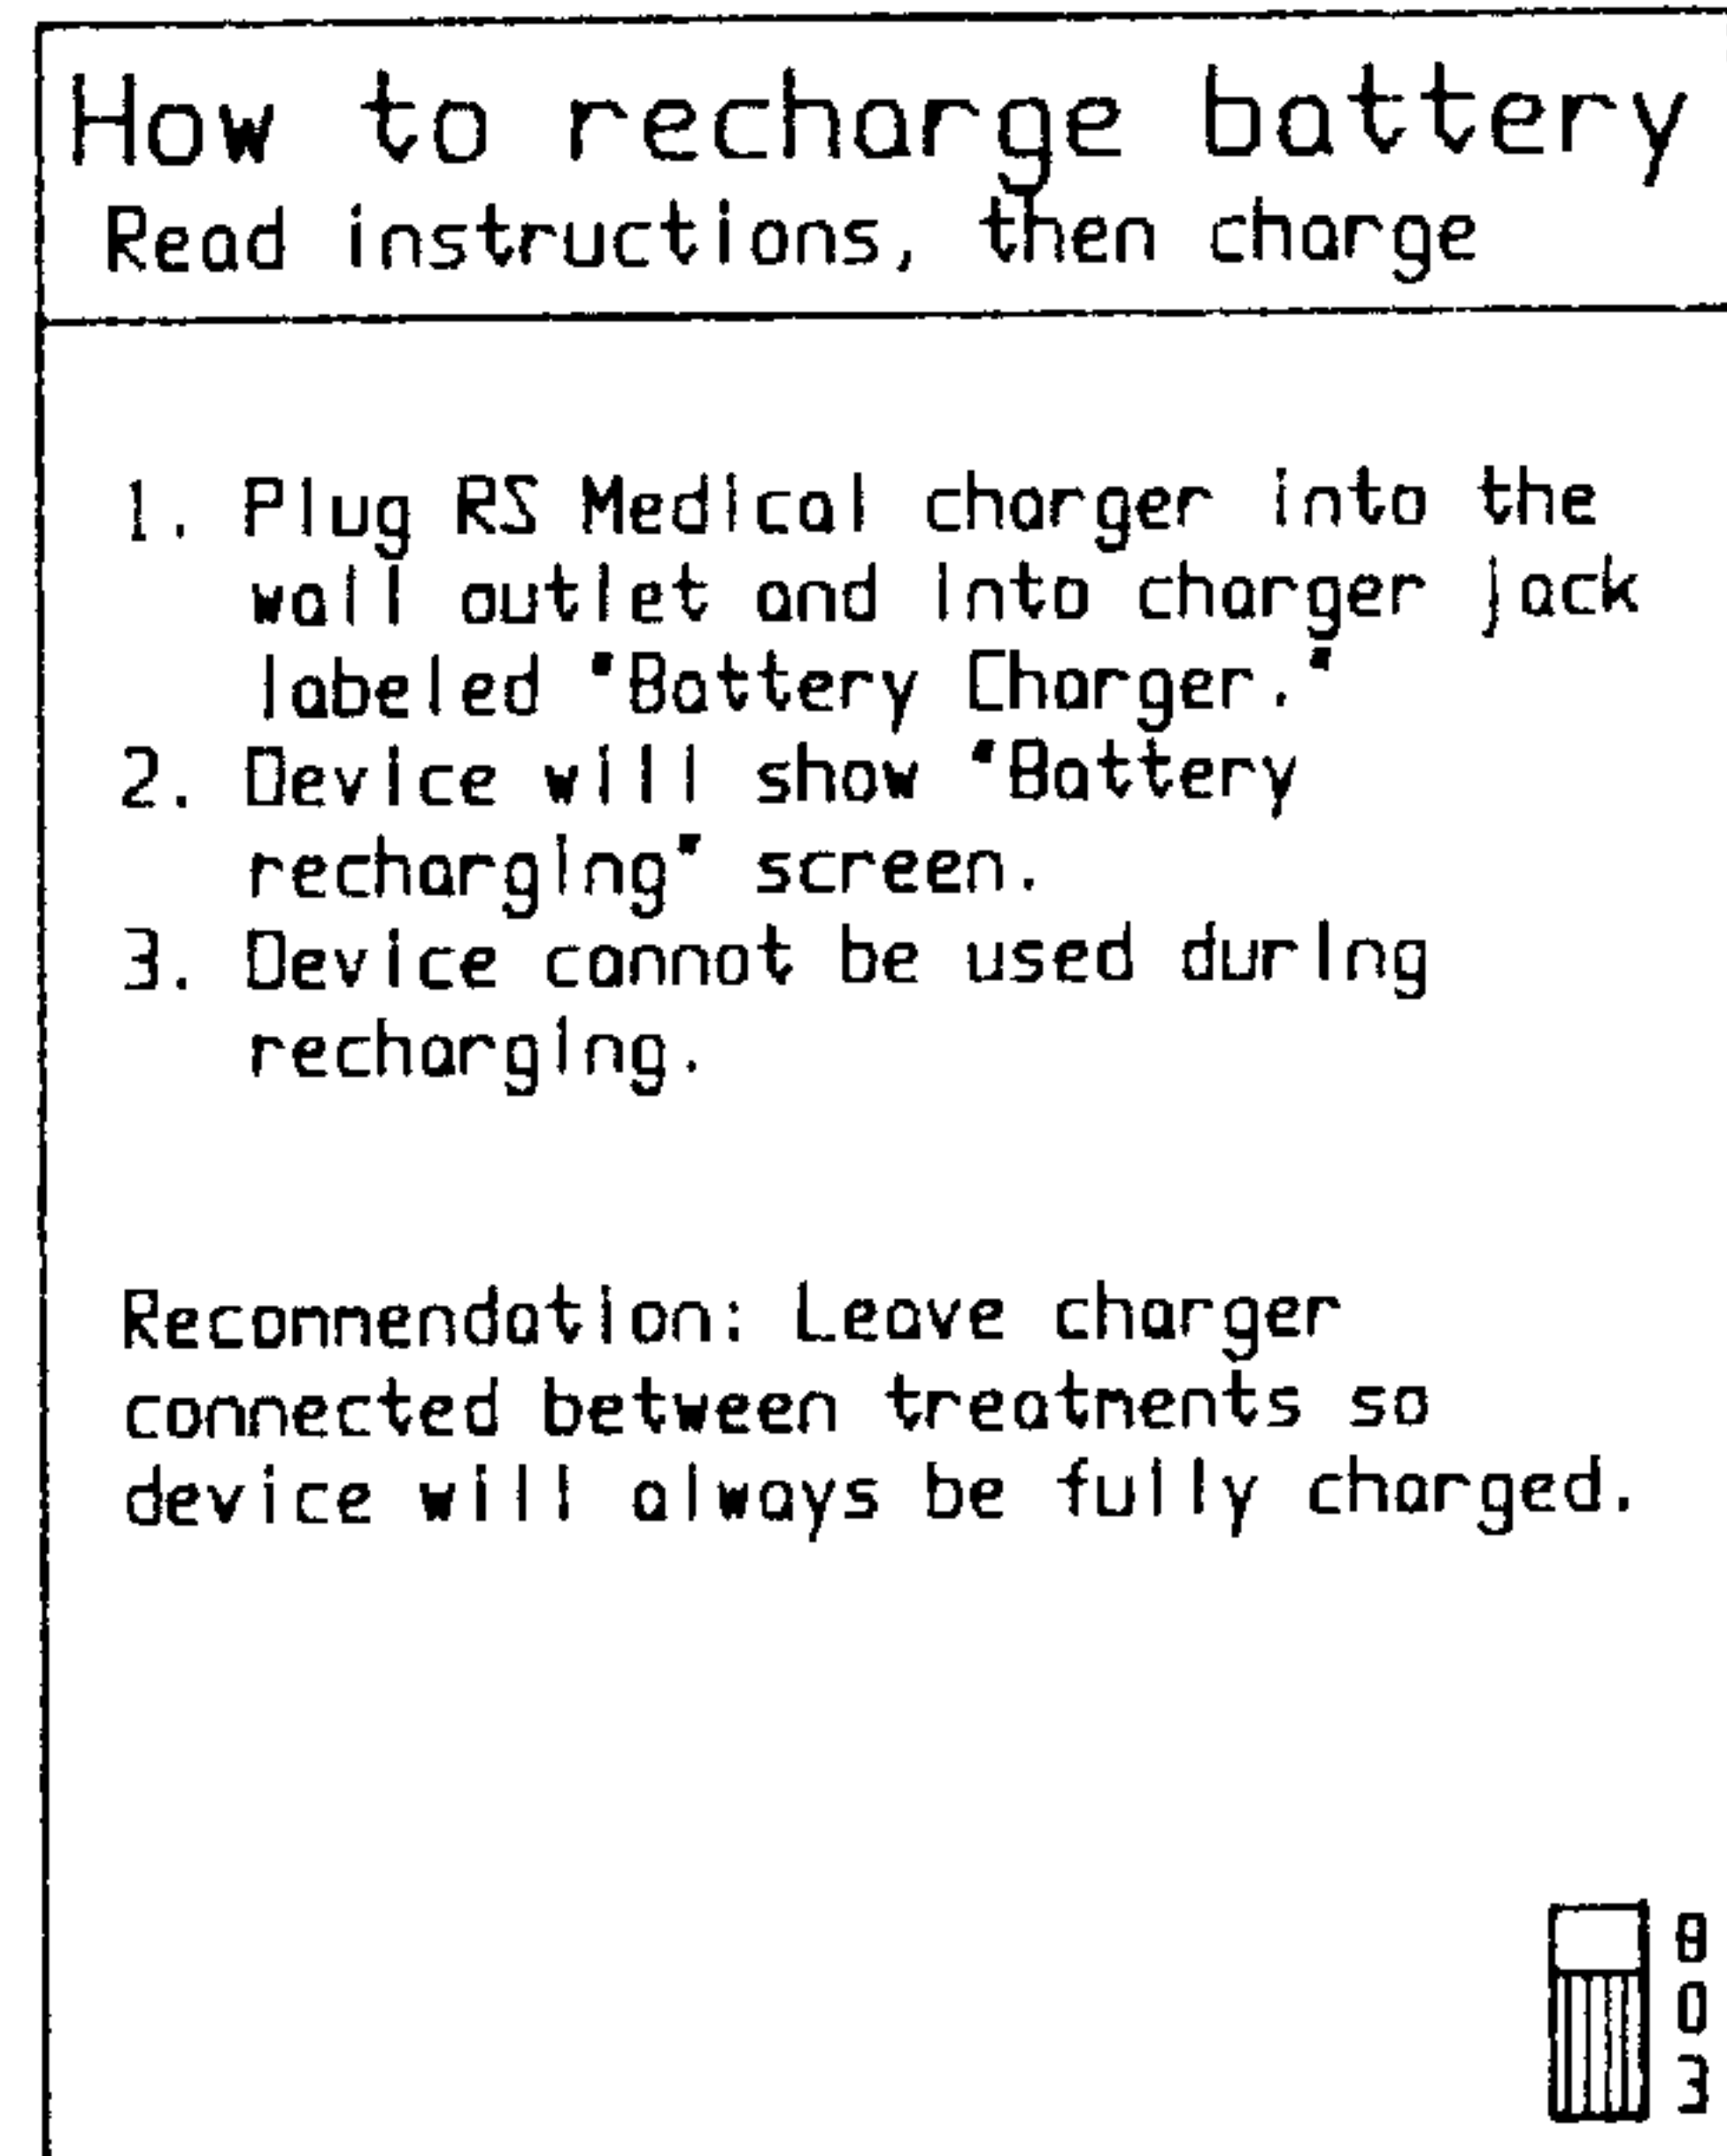 How to recharge battery
Read instructions, then charge
1. Plug RS Medical charger into the
wall outlet and into charger jack
labeled "Battery Charger."
2. Device will show "Battery
recharging" screen.
3. Device cannot be used during
recharging.
Recommendation: Leave charger
connected between treatments so
device will always be fully charged.
8
0
3